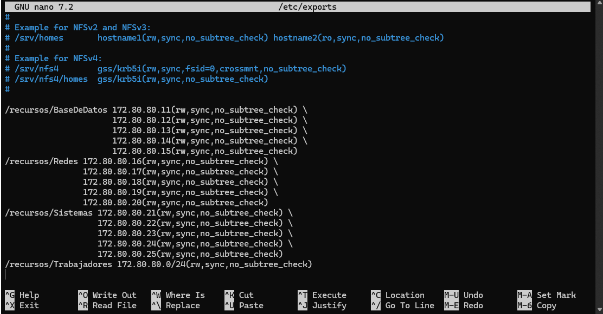 GNU nano 7.2 /etc/exports
#
# Example for NFSv2 and NFSv3:
# /srv/homes hostname1(rw,sync,no_subtree_check) hostname2(ro,sync,no_subtree_check)
#
# Example for NFSv4:
# /srv/nfs4 gss/krb5i(rw,sync,fsid=0,crossmnt,no_subtree_check)
# /srv/nfs4/homes gss/krb5i(rw,sync,no_subtree_check)
#
/recursos/BaseDeDatos 172.80.80.11(rw,sync,no_subtree_check) \
172.80.80.12(rw,sync,no_subtree_check) \
172.80.80.13(rw,sync,no_subtree_check) \
172.80.80.14(rw,sync,no_subtree_check) \
172.80.80.15(rw,sync,no_subtree_check)
/recursos/Redes 172.80.80.16(rw,sync,no_subtree_check) \
172.80.80.17(rw,sync,no_subtree_check) \
172.80.80.18(rw,sync,no_subtree_check) \
172.80.80.19(rw,sync,no_subtree_check) \
172.80.80.20(rw,sync,no_subtree_check)
/recursos/Sistemas 172.80.80.21(rw,sync,no_subtree_check) \
172.80.80.22(rw,sync,no_subtree_check) \
172.80.80.23(rw,sync,no_subtree_check) \
172.80.80.24(rw,sync,no_subtree_check) \
172.80.80.25(rw,sync,no_subtree_check)
/recursos/Trabajadores 172.80.80.0/24(rw,sync,no_subtree_check)
^G Help ^O Write Out ^W Where Is ^K Cut ^T Execute ^C Location M-U Undo M-A Set Mark
^X Exit ^R Read File ^\ Replace ^U Paste ^J Justify ^/ Go To Line M-E Redo M-6 Copy